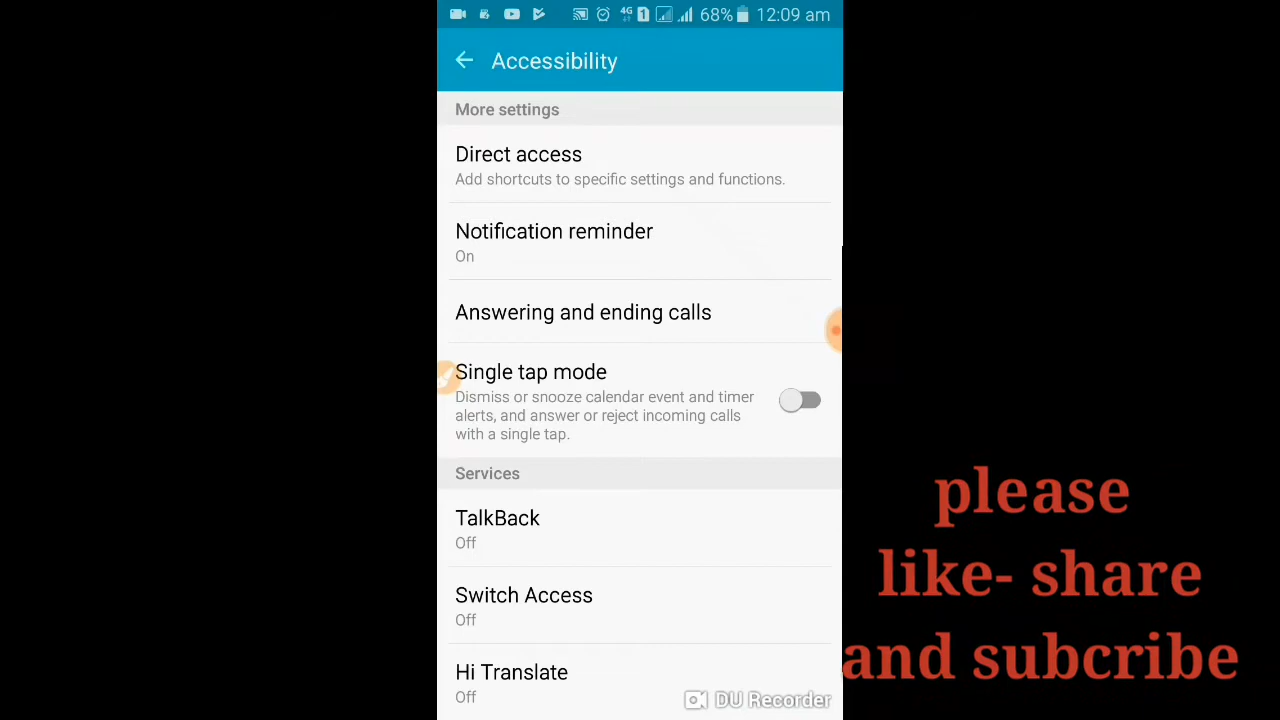 4G 1 68% 12:09 am
Accessibility
More settings
Direct access
Add shortcuts to specific settings and functions.
Notification reminder
On
Answering and ending calls
Single tap mode
Dismiss or snooze calendar event and timer
alerts, and answer or reject incoming calls
with a single tap.
Services
TalkBack
Off
Switch Access
Off
Hi Translate
Off
DU Recorder
please
like- share
and subcribe